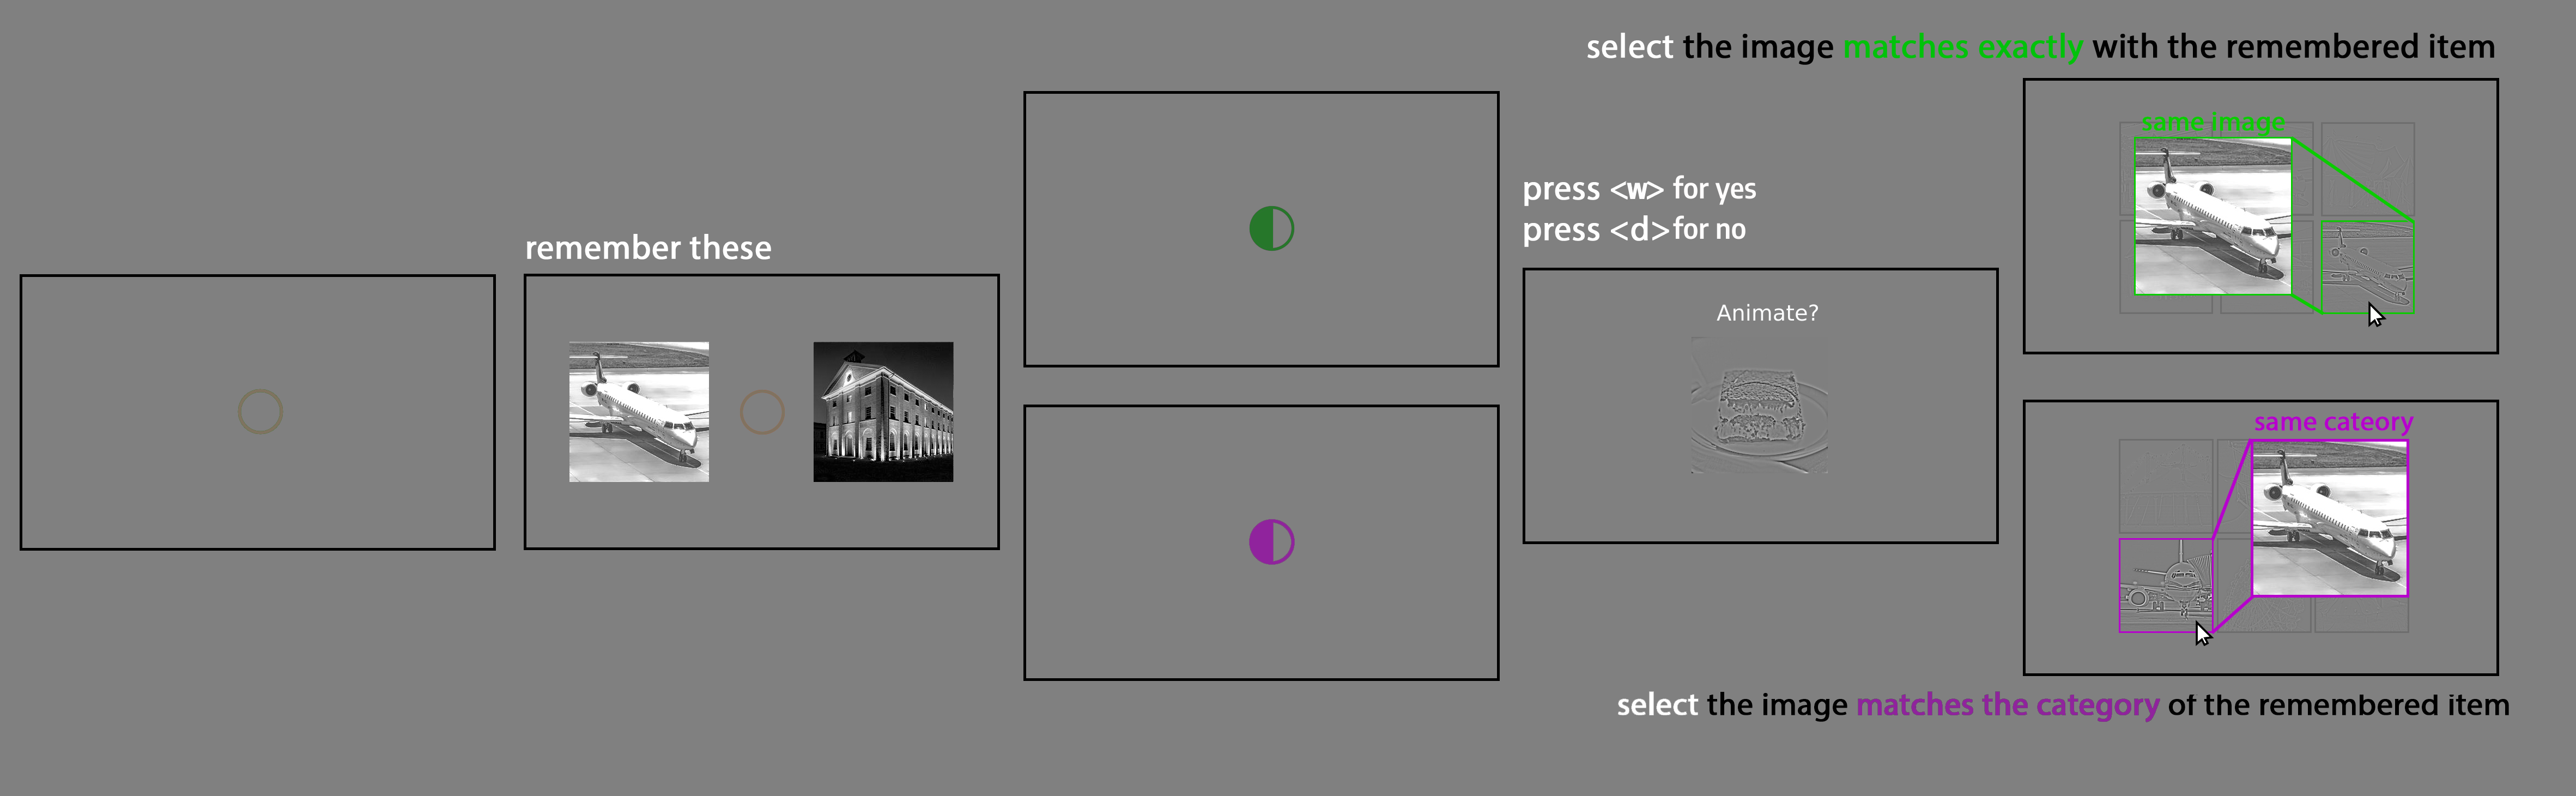 select the image matches exactly with the remembered item
same image
press <w> for yes
press <d> for no
remember these
Animate?
same cateory
select the image matches the category of the remembered item